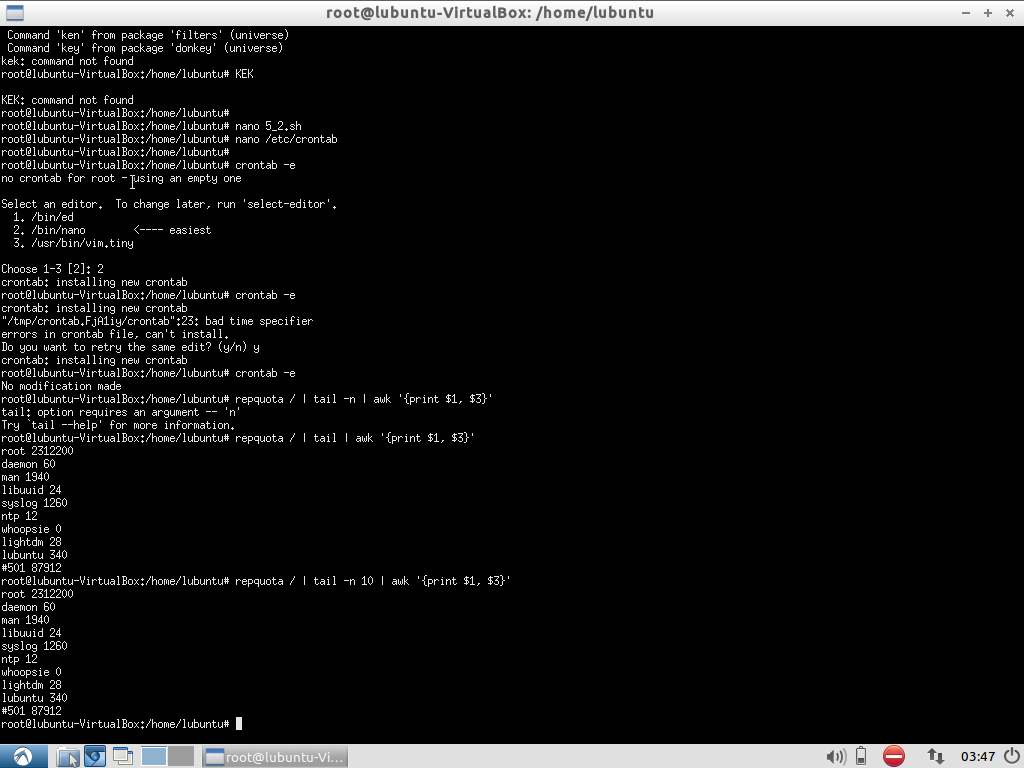 root@lubuntu-VirtualBox: /home/lubuntu
 Command 'ken' from package 'filters' (universe)
 Command 'key' from package 'donkey' (universe)
kek: command not found
root@lubuntu-VirtualBox:/home/lubuntu# KEK
KEK: command not found
root@lubuntu-VirtualBox:/home/lubuntu#
root@lubuntu-VirtualBox:/home/lubuntu# nano 5_2.sh
root@lubuntu-VirtualBox:/home/lubuntu# nano /etc/crontab
root@lubuntu-VirtualBox:/home/lubuntu#
root@lubuntu-VirtualBox:/home/lubuntu# crontab -e
no crontab for root - using an empty one
Select an editor.  To change later, run 'select-editor'.
  1. /bin/ed
  2. /bin/nano        <---- easiest
  3. /usr/bin/vim.tiny
Choose 1-3 [2]: 2
crontab: installing new crontab
root@lubuntu-VirtualBox:/home/lubuntu# crontab -e
crontab: installing new crontab
"/tmp/crontab.FjA1iy/crontab":23: bad time specifier
errors in crontab file, can't install.
Do you want to retry the same edit? (y/n) y
crontab: installing new crontab
root@lubuntu-VirtualBox:/home/lubuntu# crontab -e
No modification made
root@lubuntu-VirtualBox:/home/lubuntu# repquota / | tail -n | awk '{print $1, $3}'
tail: option requires an argument -- 'n'
Try `tail --help' for more information.
root@lubuntu-VirtualBox:/home/lubuntu# repquota / | tail | awk '{print $1, $3}'
root 2312200
daemon 60
man 1940
libuuid 24
syslog 1260
ntp 12
whoopsie 0
lightdm 28
lubuntu 340
#501 87912
root@lubuntu-VirtualBox:/home/lubuntu# repquota / | tail -n 10 | awk '{print $1, $3}'
root 2312200
daemon 60
man 1940
libuuid 24
syslog 1260
ntp 12
whoopsie 0
lightdm 28
lubuntu 340
#501 87912
root@lubuntu-VirtualBox:/home/lubuntu#
root@lubuntu-Vi...
03:47